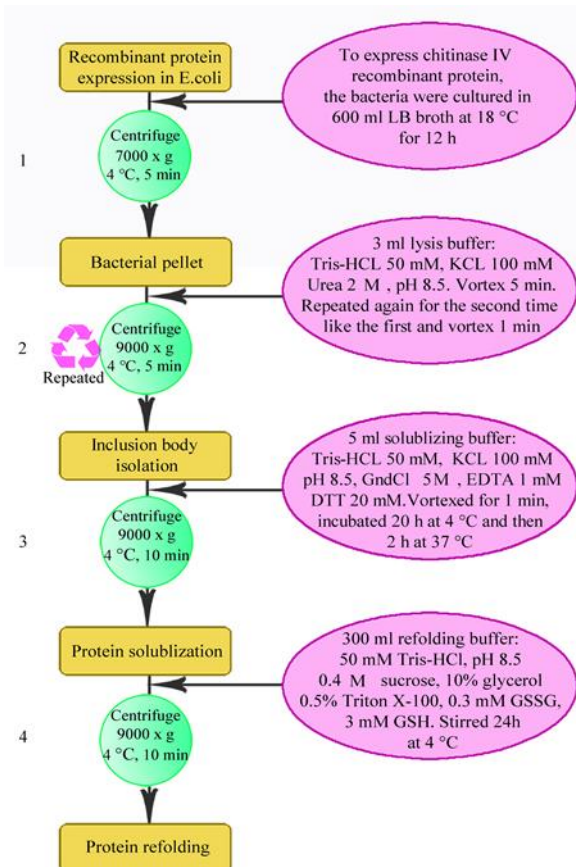 Recombinant protein
expression in E.coli
To express chitinase IV
recombinant protein,
the bacteria were cultured in
600 ml LB broth at 18 °C
for 12 h
1
Centrifuge
7000 x g
4 °C, 5 min
Bacterial pellet
3 ml lysis buffer:
Tris-HCL 50 mM, KCL 100 mM
Urea 2 M , pH 8.5. Vortex 5 min.
Repeated again for the second time
like the first and vortex 1 min
2
Repeated
Centrifuge
9000 x g
4 °C, 5 min
Inclusion body
isolation
5 ml solublizing buffer:
Tris-HCL 50 mM, KCL 100 mM
pH 8.5, GndCl 5M , EDTA 1 mM
DTT 20 mM.Vortexed for 1 min,
incubated 20 h at 4 °C and then
2 h at 37 °C
3
Centrifuge
9000 x g
4 °C, 10 min
Protein solublization
300 ml refolding buffer:
50 mM Tris-HCl, pH 8.5
0.4 M sucrose, 10% glycerol
0.5% Triton X-100, 0.3 mM GSSG,
3 mM GSH. Stirred 24h
at 4 °C
4
Centrifuge
9000 x g
4 °C, 10 min
Protein refolding